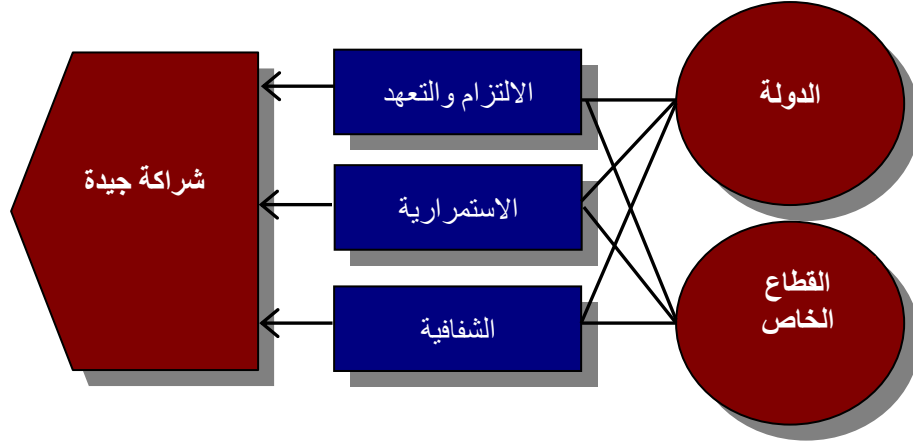 الدولة
القطاع
الخاص
الالتزام والتعهد
الاستمرارية
الشفافية
شراكة جيدة